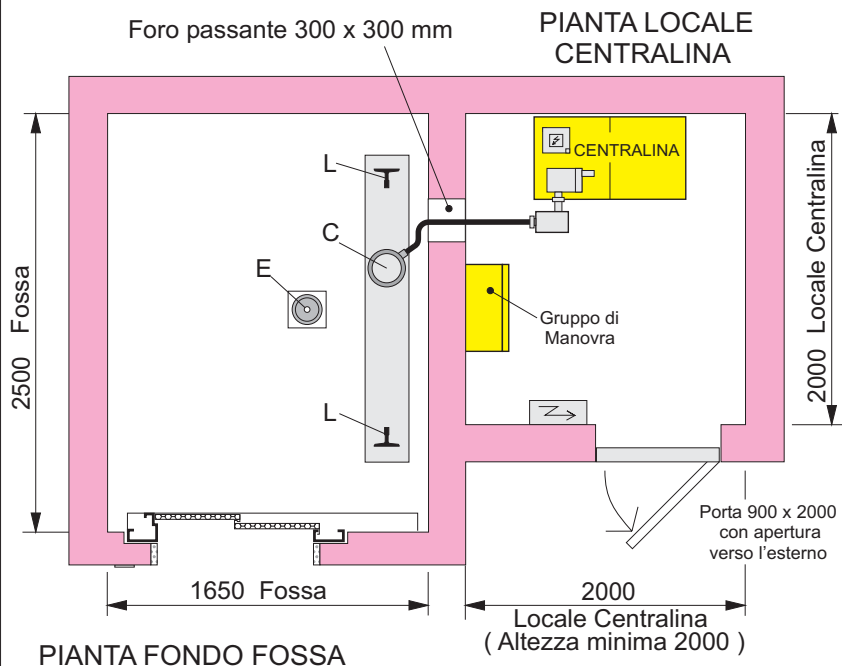 Foro passante 300 x 300 mm
PIANTA LOCALE
CENTRALINA
L
C
E
L
CENTRALINA
Gruppo di
Manovra
2500 Fossa
2000 Locale Centralina
Porta 900 x 2000
con apertura
verso l'esterno
1650 Fossa
2000
Locale Centralina
( Altezza minima 2000 )
PIANTA FONDO FOSSA